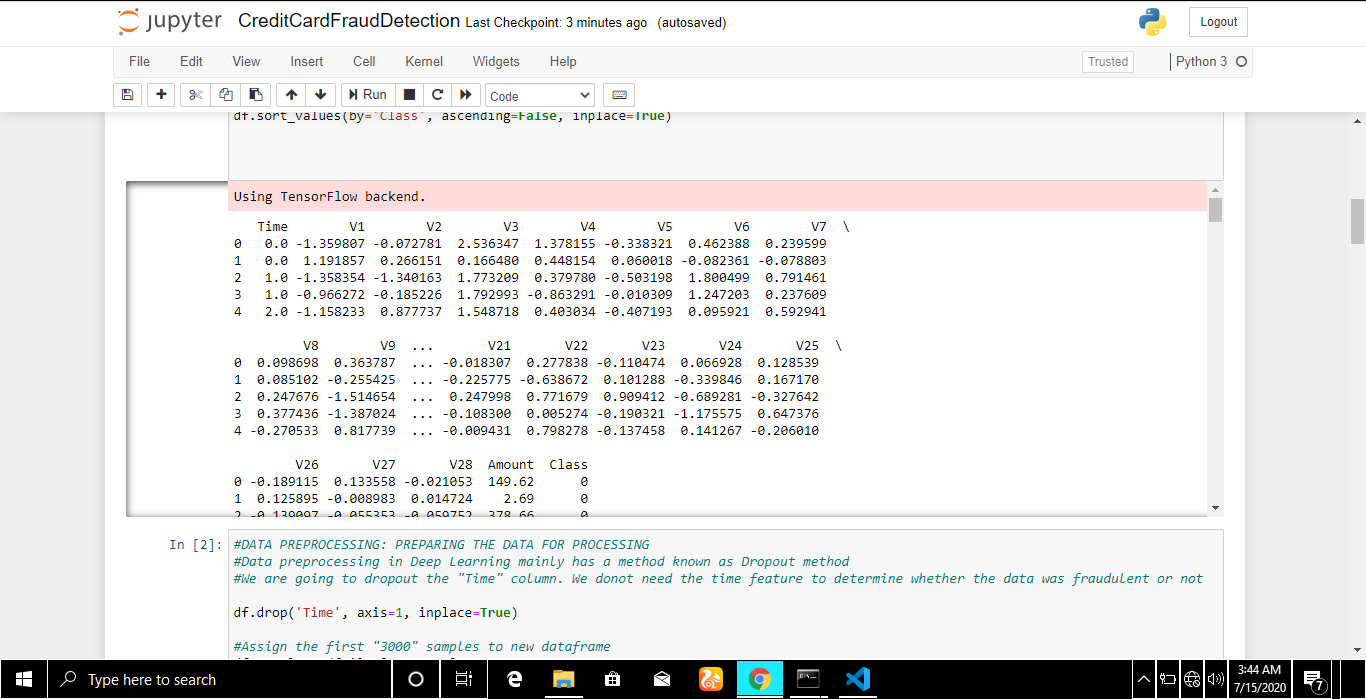 jupyter CreditCardFraudDetection Last Checkpoint: 3 minutes ago (autosaved) Logout
File Edit View Insert Cell Kernel Widgets Help Trusted Python 3
Run Code
df.sort_values(by='Class', ascending=False, inplace=True)
Using TensorFlow backend.
Time V1 V2 V3 V4 V5 V6 V7 \
0 0.0 -1.359807 -0.072781 2.536347 1.378155 -0.338321 0.462388 0.239599
1 0.0 1.191857 0.266151 0.166480 0.448154 0.060018 -0.082361 -0.078803
2 1.0 -1.358354 -1.340163 1.773209 0.379780 -0.503198 1.800499 0.791461
3 1.0 -0.966272 -0.185226 1.792993 -0.863291 -0.010309 1.247203 0.237609
4 2.0 -1.158233 0.877737 1.548718 0.403034 -0.407193 0.095921 0.592941
V8 V9 ... V21 V22 V23 V24 V25 \
0 0.098698 0.363787 ... -0.018307 0.277838 -0.110474 0.066928 0.128539
1 0.085102 -0.255425 ... -0.225775 -0.638672 0.101288 -0.339846 0.167170
2 0.247676 -1.514654 ... 0.247998 0.771679 0.909412 -0.689281 -0.327642
3 0.377436 -1.387024 ... -0.108300 0.005274 -0.190321 -1.175575 0.647376
4 -0.270533 0.817739 ... -0.009431 0.798278 -0.137458 0.141267 -0.206010
V26 V27 V28 Amount Class
0 -0.189115 0.133558 -0.021053 149.62 0
1 0.125895 -0.008983 0.014724 2.69 0
2 -0.139097 -0.055353 -0.059752 378.66 0
In [2]: #DATA PREPROCESSING: PREPARING THE DATA FOR PROCESSING
#Data preprocessing in Deep Learning mainly has a method known as Dropout method
#We are going to dropout the "Time" column. We donot need the time feature to determine whether the data was fraudulent or not
df.drop('Time', axis=1, inplace=True)
#Assign the first "3000" samples to new dataframe
Type here to search
3:44 AM
7/15/2020
7